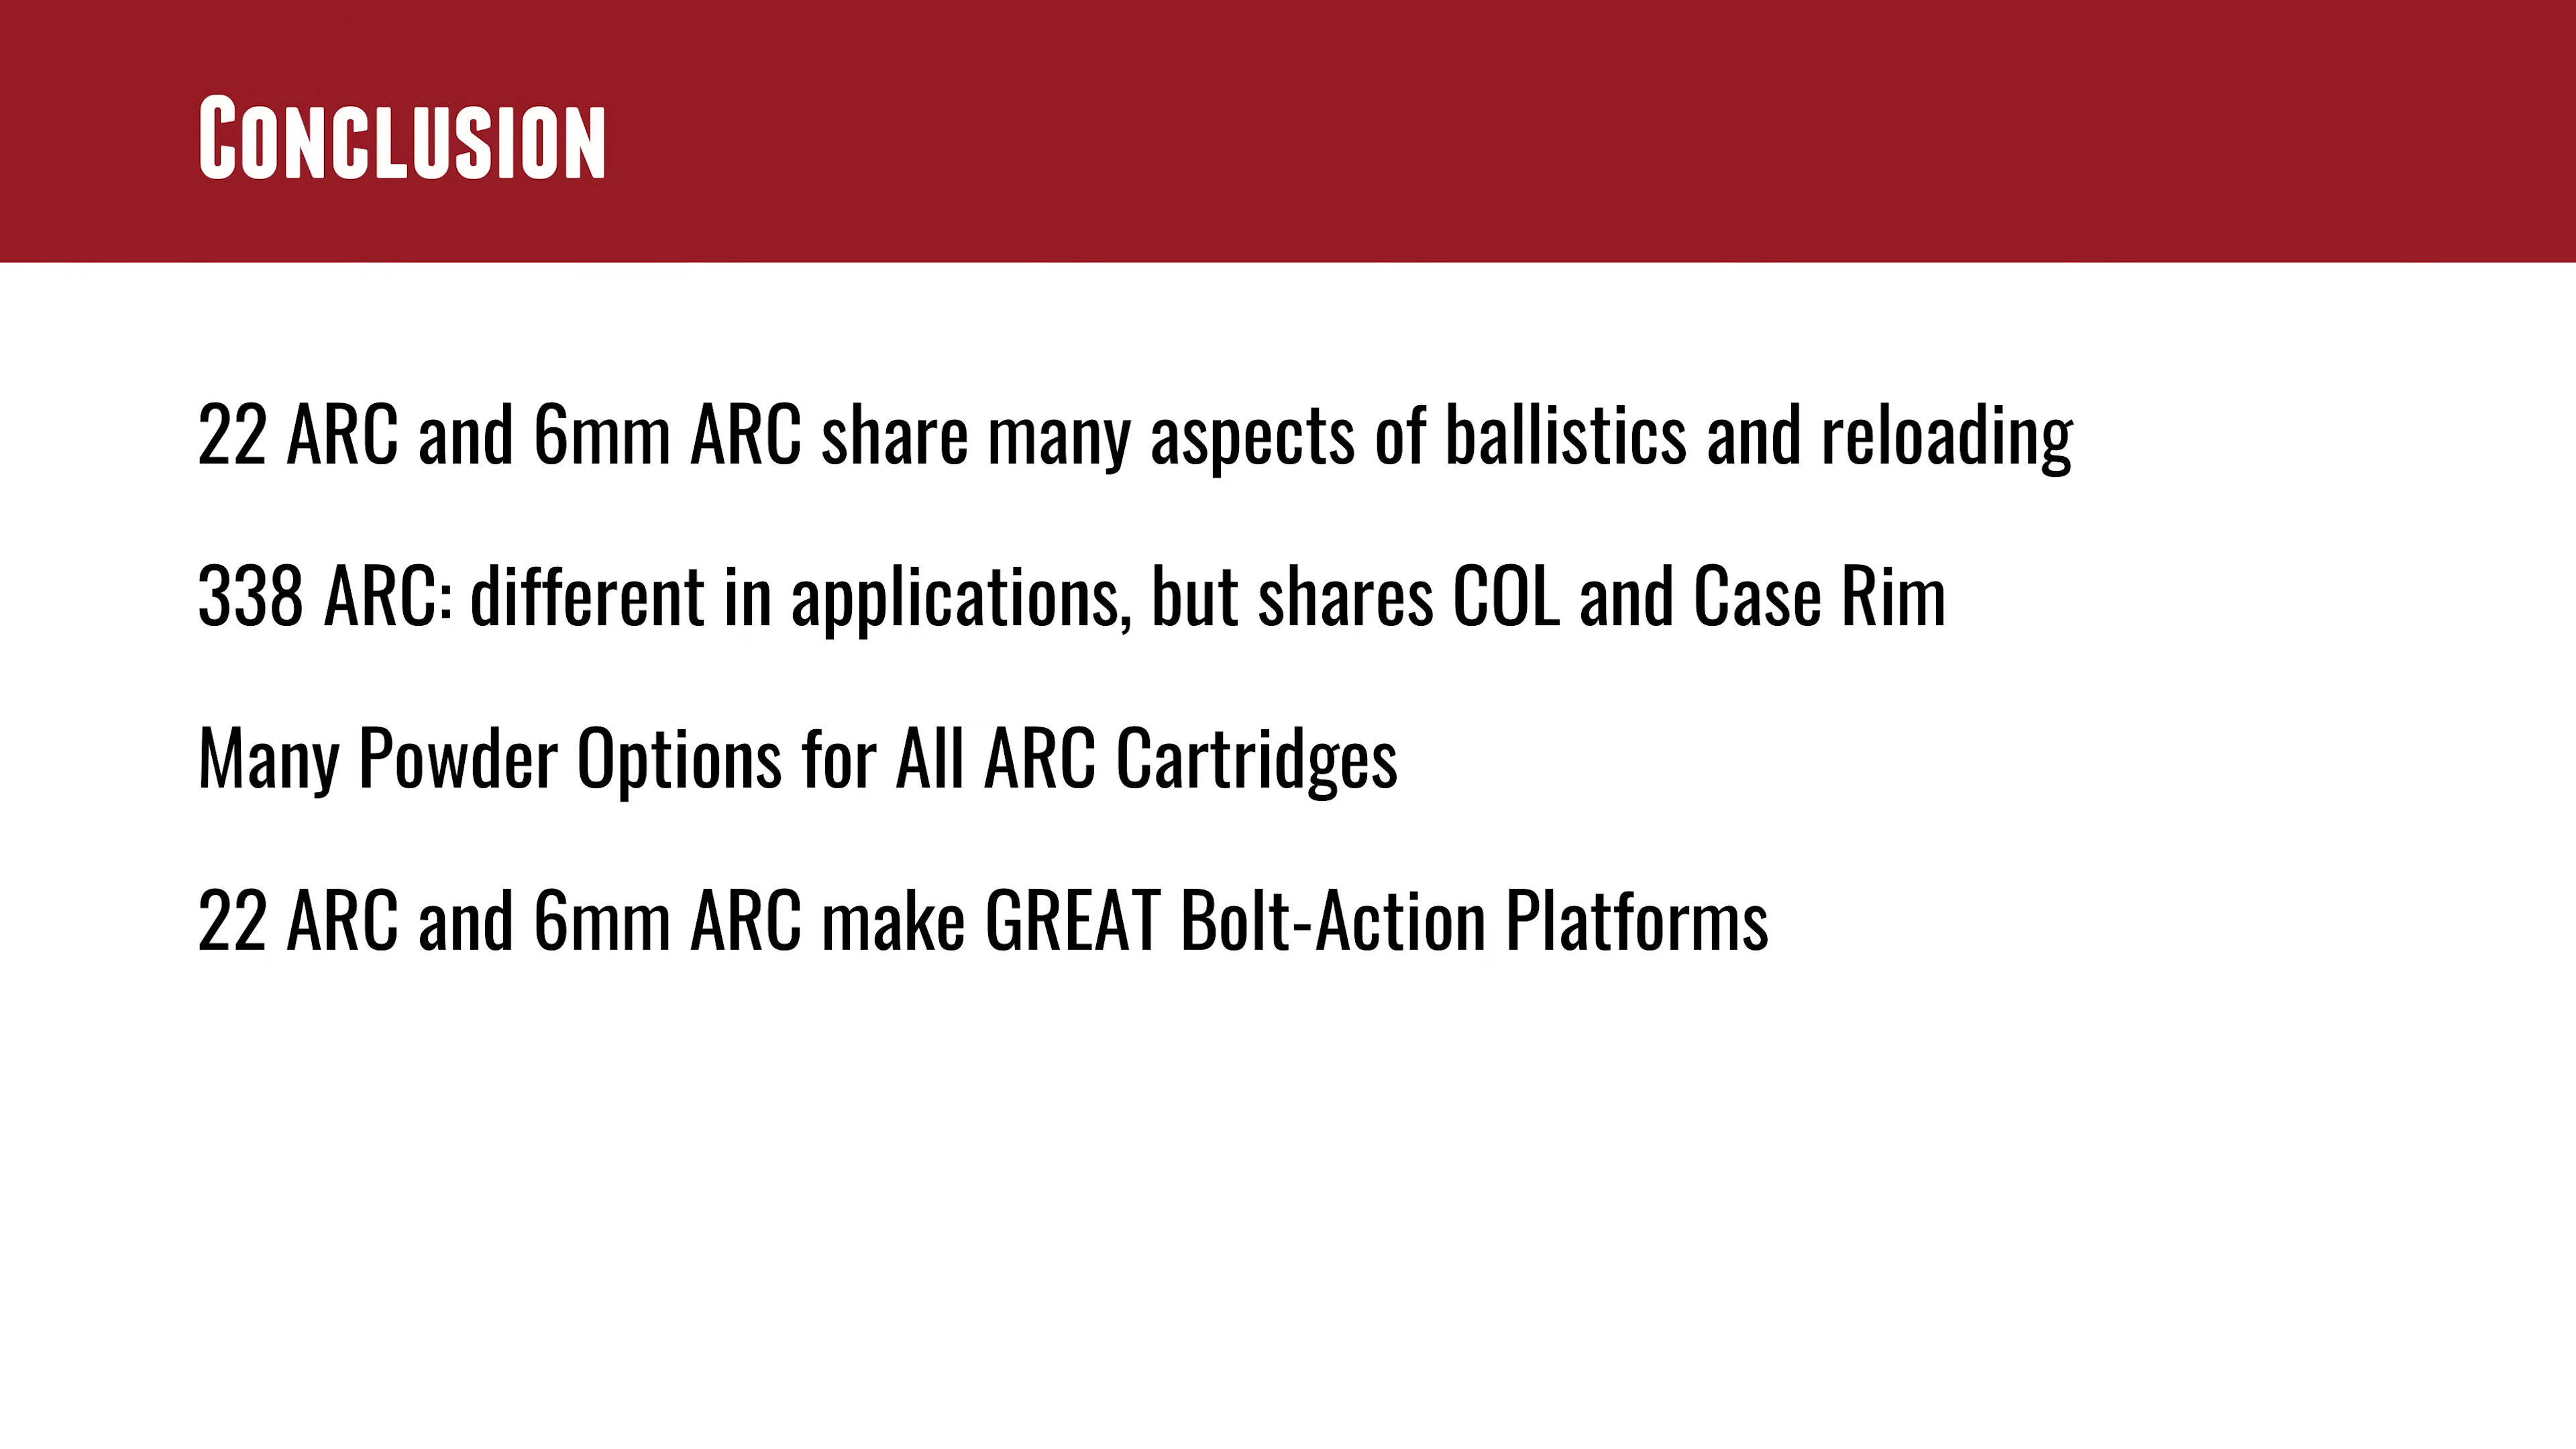 Conclusion
22 ARC and 6mm ARC share many aspects of ballistics and reloading
338 ARC: different in applications, but shares COL and Case Rim
Many Powder Options for All ARC Cartridges
22 ARC and 6mm ARC make GREAT Bolt-Action Platforms